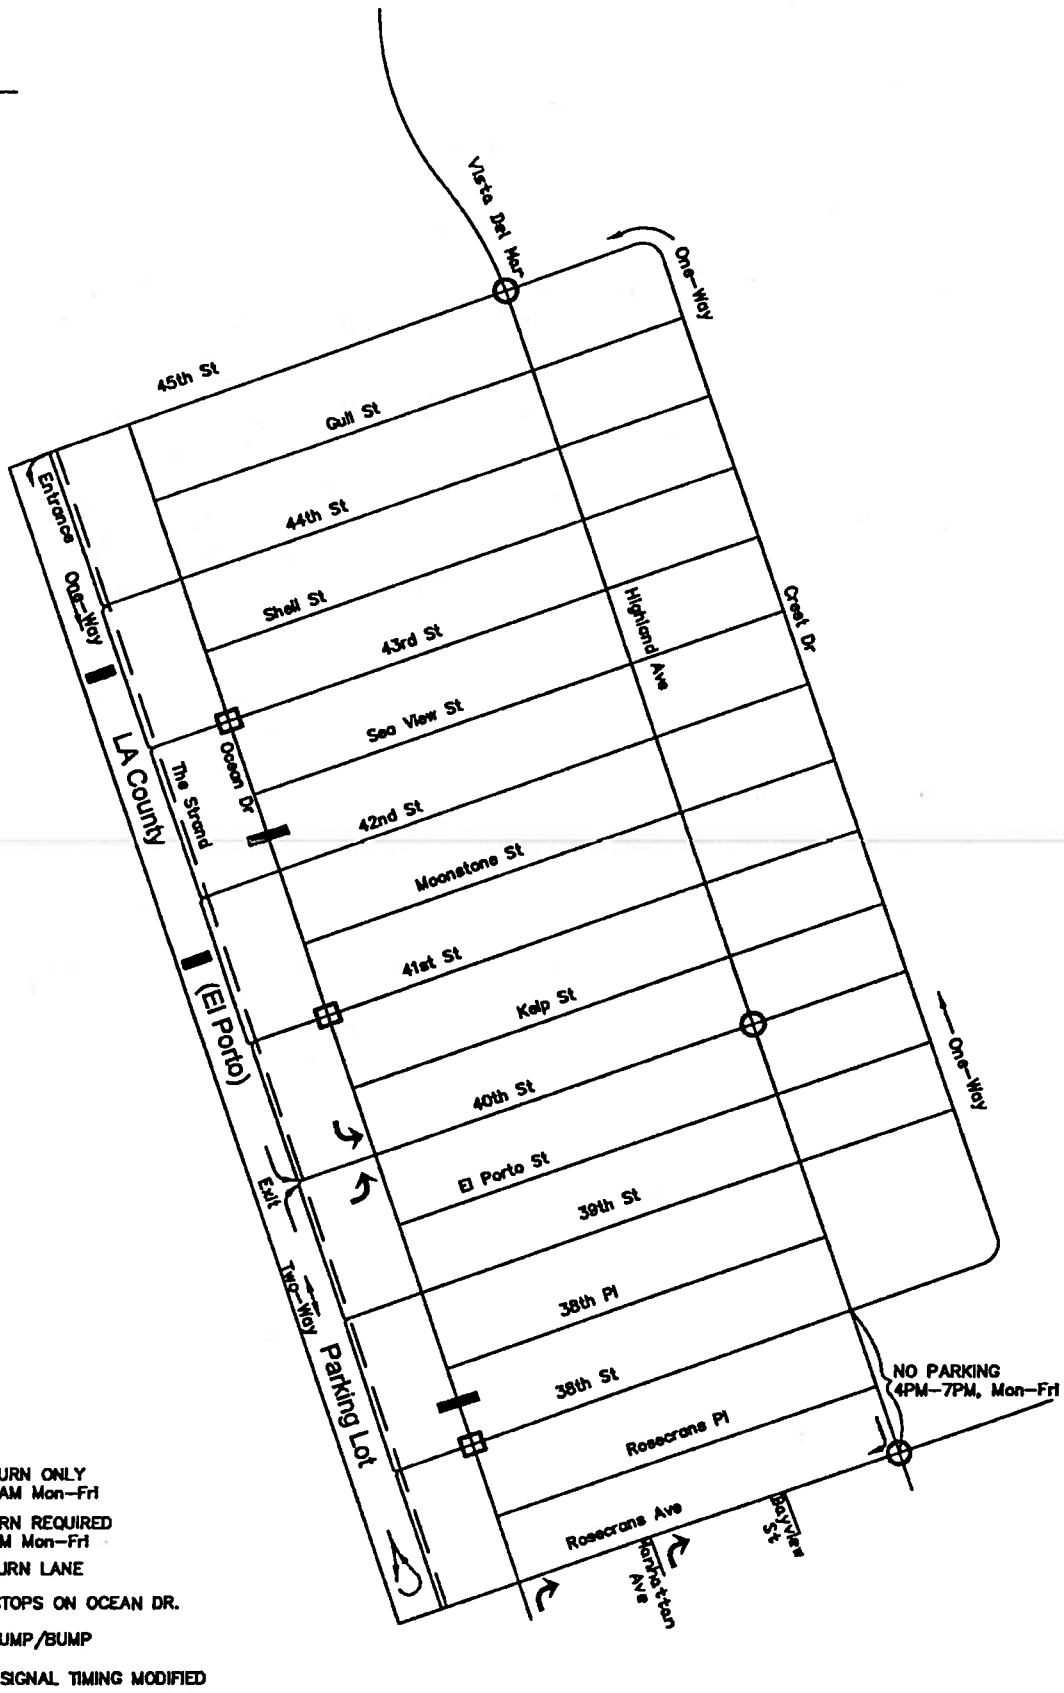 Vista Del Mar
One-Way
45th St
Gull St
Entrance
44th St
One-Way
Shell St
43rd St
Highland Ave
Crest Dr
Sea View St
Ocean Dr
LA County
The Strand
42nd St
Moonstone St
41st St
(El Porto)
Kelp St
One-Way
40th St
El Porto St
Exit
39th St
Two-Way
38th Pl
Parking Lot
38th St
NO PARKING
4PM-7PM, Mon-Fri
Rosecrans Pl
Rosecrans Ave
Bayview
St
Manhattan
Ave
URN ONLY
AM Mon-Fri
RN REQUIRED
M Mon-Fri
URN LANE
STOPS ON OCEAN DR.
UMP/BUMP
SIGNAL TIMING MODIFIED